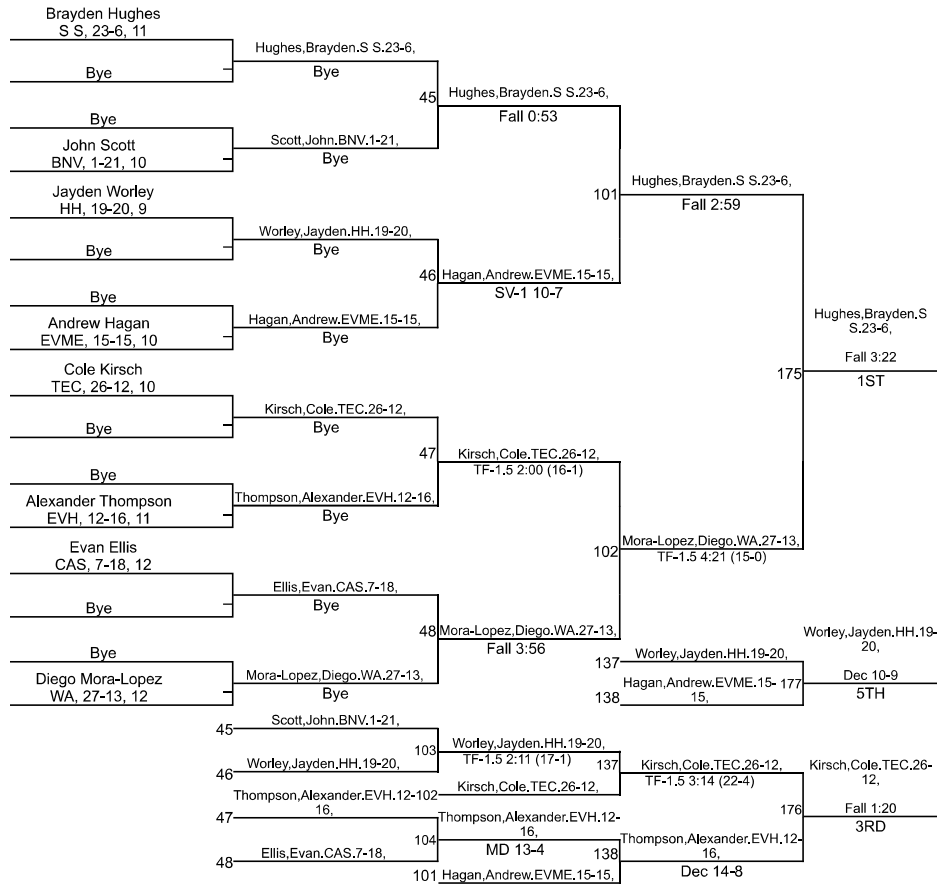 Brayden Hughes
S S, 23-6, 11
Bye
Bye
John Scott
BNV, 1-21, 10
Jayden Worley
HH, 19-20, 9
Bye
Bye
Andrew Hagan
EVME, 15-15, 10
Cole Kirsch
TEC, 26-12, 10
Bye
Bye
Alexander Thompson
EVH, 12-16, 11
Evan Ellis
CAS, 7-18, 12
Bye
Bye
Diego Mora-Lopez
WA, 27-13, 12
Hughes,Brayden.S S.23-6,
Bye
45
Scott,John.BNV.1-21,
Bye
Worley,Jayden.HH.19-20,
Bye
46
Hagan,Andrew.EVME.15-15,
Bye
Kirsch,Cole.TEC.26-12,
Bye
47
Thompson,Alexander.EVH.12-16,
Bye
Ellis,Evan.CAS.7-18,
Bye
48
Mora-Lopez,Diego.WA.27-13,
Bye
Hughes,Brayden.S S.23-6,
Fall 0:53
101
Hagan,Andrew.EVME.15-15,
SV-1 10-7
Kirsch,Cole.TEC.26-12,
TF-1.5 2:00 (16-1)
102
Mora-Lopez,Diego.WA.27-13,
Fall 3:56
Hughes,Brayden.S S.23-6,
Fall 2:59
175
Mora-Lopez,Diego.WA.27-13,
TF-1.5 4:21 (15-0)
Hughes,Brayden.S
S.23-6,
Fall 3:22
1ST
137
Worley,Jayden.HH.19-20,
138
Hagan,Andrew.EVME.15-
15,
177
Worley,Jayden.HH.19-
20,
Dec 10-9
5TH
45
Scott,John.BNV.1-21,
46
Worley,Jayden.HH.19-20,
103
Worley,Jayden.HH.19-20,
TF-1.5 2:11 (17-1)
102
Kirsch,Cole.TEC.26-12,
137
Kirsch,Cole.TEC.26-12,
TF-1.5 3:14 (22-4)
47
Thompson,Alexander.EVH.12-
16,
48
Ellis,Evan.CAS.7-18,
104
Thompson,Alexander.EVH.12-
16,
MD 13-4
101
Hagan,Andrew.EVME.15-15,
138
Thompson,Alexander.EVH.12-
16,
Dec 14-8
176
Kirsch,Cole.TEC.26-
12,
Fall 1:20
3RD